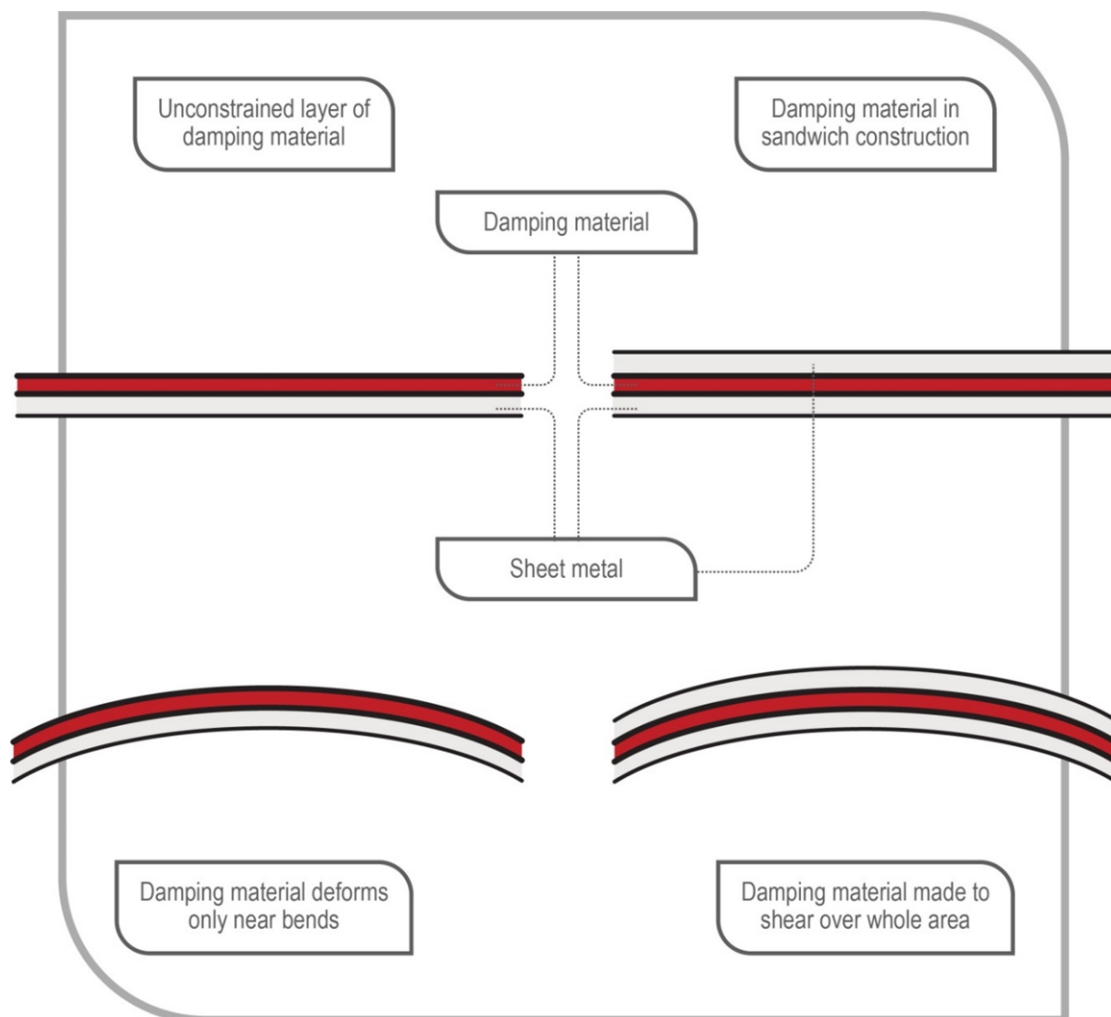 Unconstrained layer of
damping material
Damping material in
sandwich construction
Damping material
Sheet metal
Damping material deforms
only near bends
Damping material made to
shear over whole area